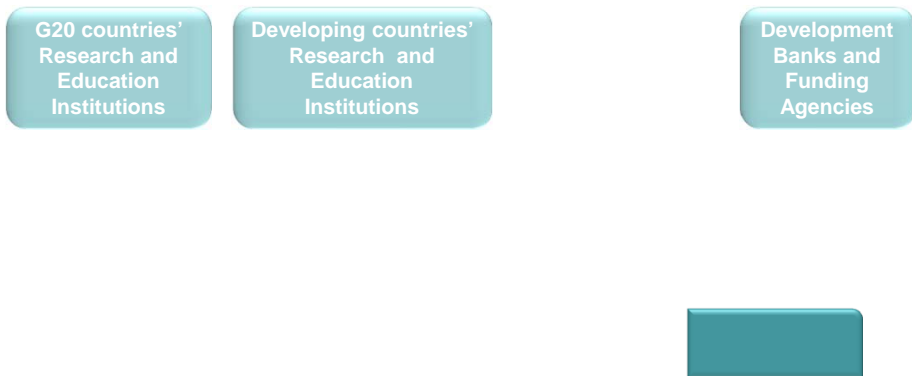 G20 countries’
Research and
Education
Institutions
Developing countries’
Research and
Education
Institutions
Development
Banks and
Funding
Agencies